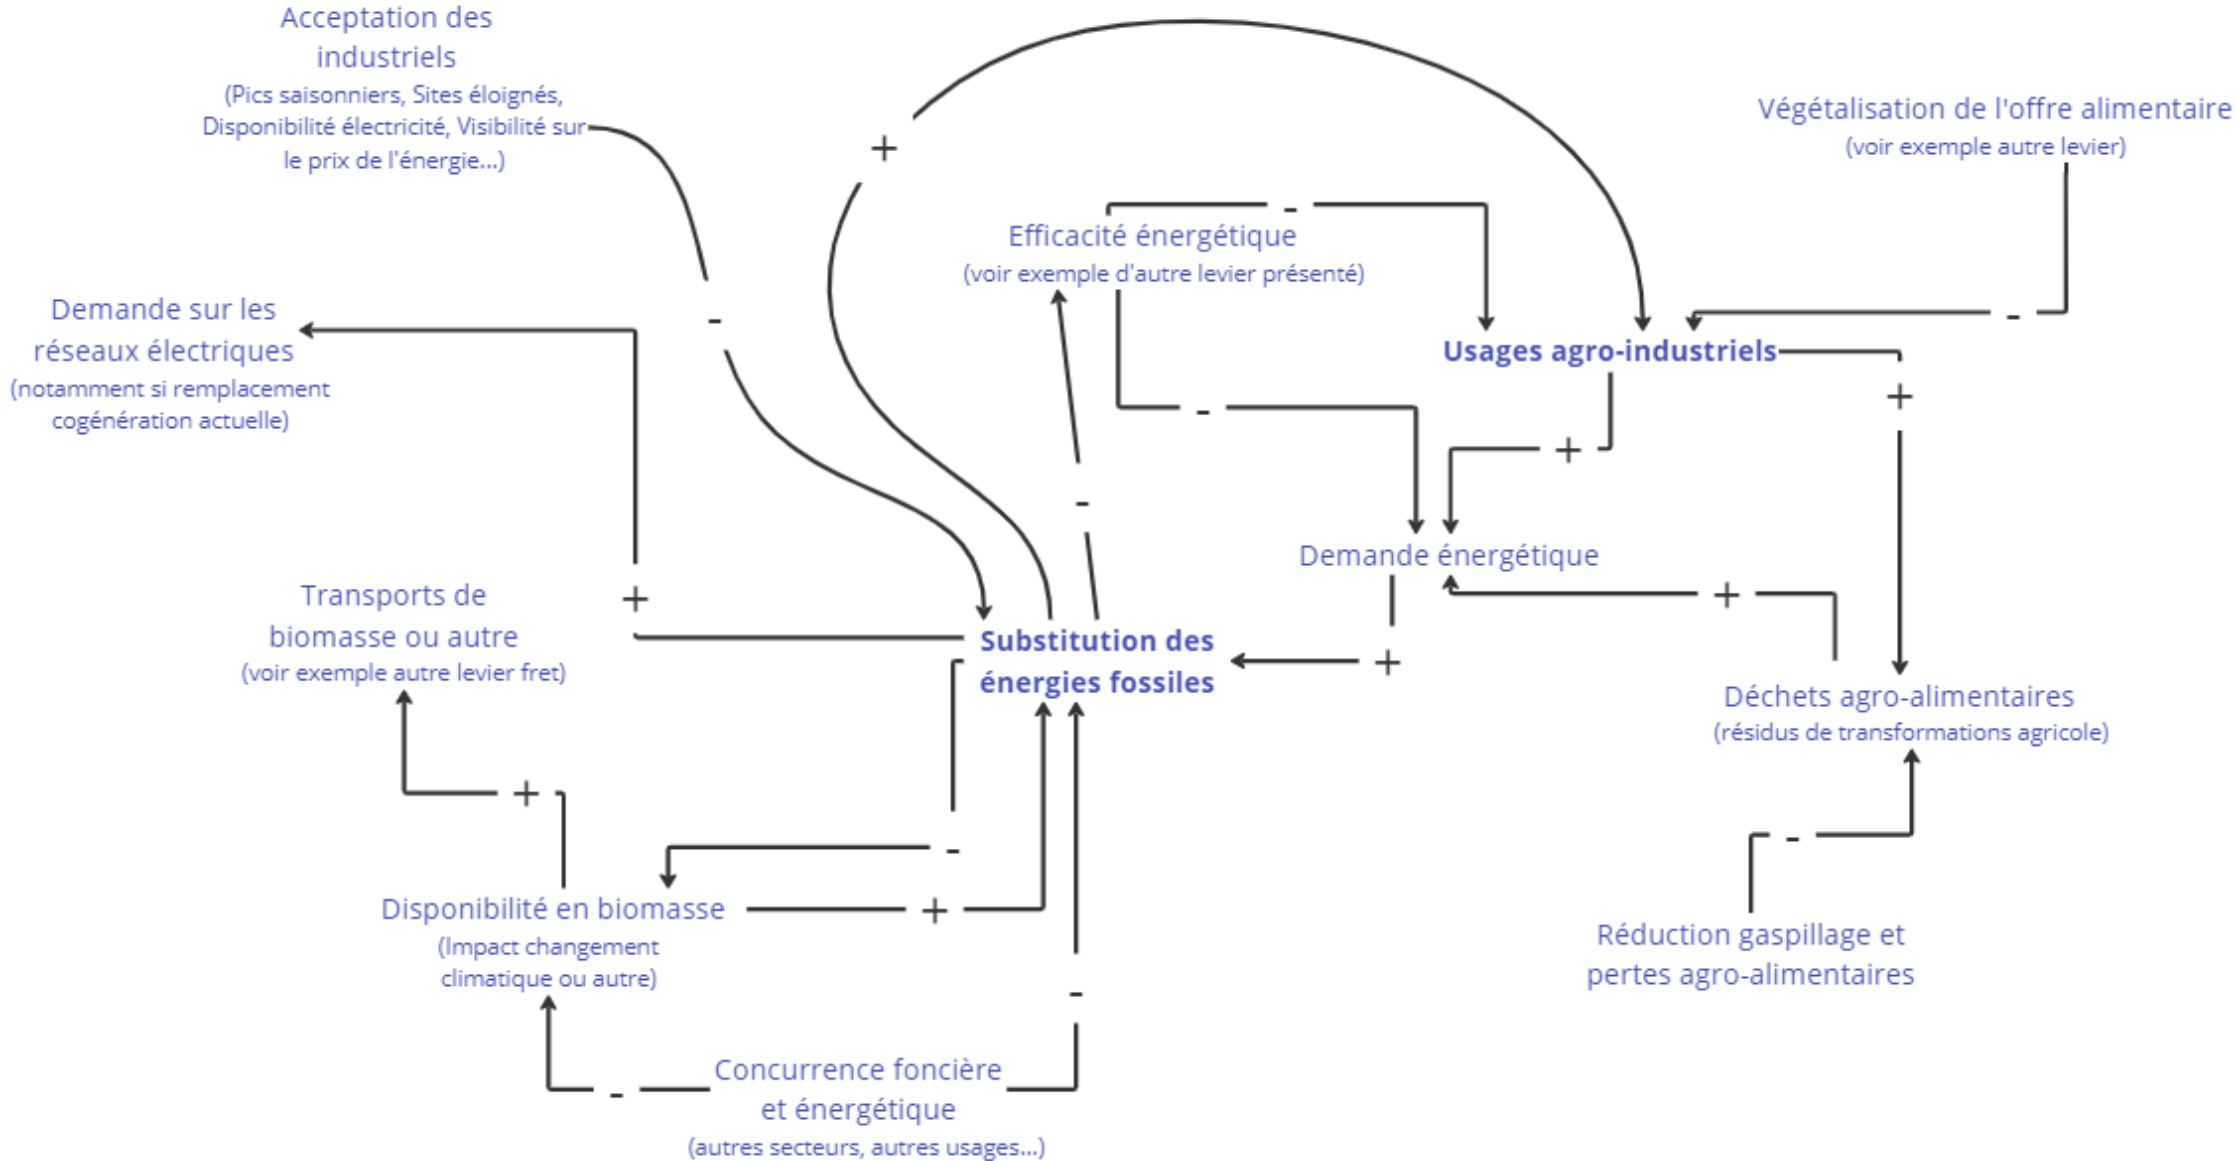 Acceptation des
industriels
(Pics saisonniers, Sites éloignés,
Disponibilité électricité, Visibilité sur
le prix de l'énergie...)
+
Végétalisation de l'offre alimentaire
(voir exemple autre levier)
-
Efficacité énergétique
(voir exemple d'autre levier présenté)
Demande sur les
réseaux électriques
(notamment si remplacement
cogénération actuelle)
-
-
Usages agro-industriels
+
-
+
-
Demande énergétique
+
+
Transports de
biomasse ou autre
(voir exemple autre levier fret)
Substitution des
énergies fossiles
+
Déchets agro-alimentaires
(résidus de transformations agricole)
+
-
-
Disponibilité en biomasse
(Impact changement
climatique ou autre)
+
Réduction gaspillage et
pertes agro-alimentaires
-
-
Concurrence foncière
et énergétique
(autres secteurs, autres usages...)